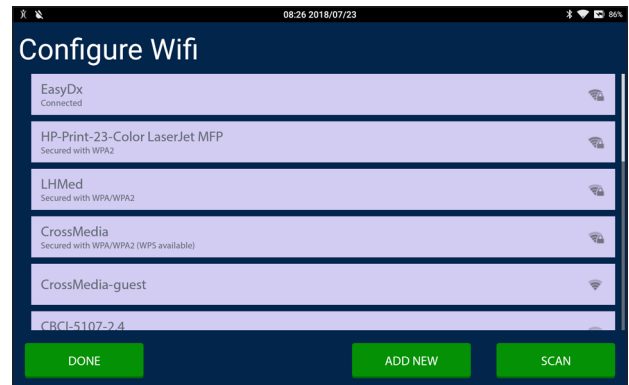 08:26 2018/07/23
86%
Configure Wifi
EasyDx
Connected
HP-Print-23-Color LaserJet MFP
Secured with WPA2
LHMed
Secured with WPA/WPA2
CrossMedia
Secured with WPA/WPA2 (WPS available)
CrossMedia-guest
CBCI-5107-2.4
DONE
ADD NEW
SCAN